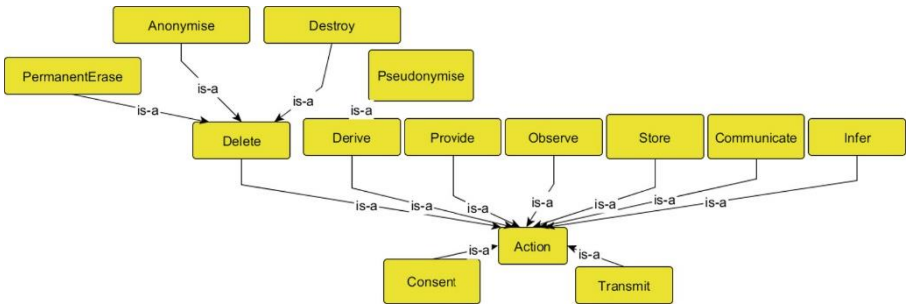 Anonymise
Destroy
PermanentErase
Pseudonymise
is-a
is-a
is-a
is-a
Delete
Derive
Provide
Observe
Store
Communicate
Infer
is-a
is-a
is-a
is-a
is-a
is-a
is-a
Action
is-a
is-a
Consent
Transmit